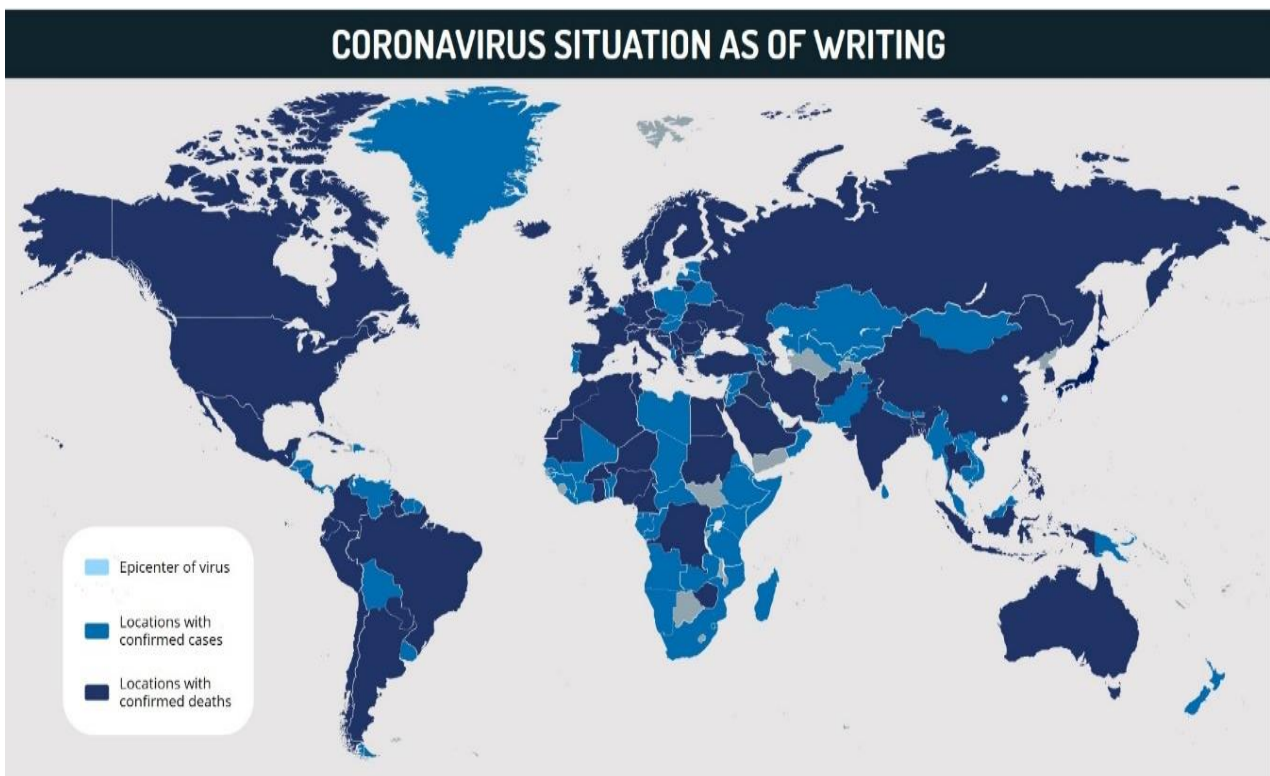 CORONAVIRUS SITUATION AS OF WRITING
Epicenter of virus
Locations with
confirmed cases
Locations with
confirmed deaths